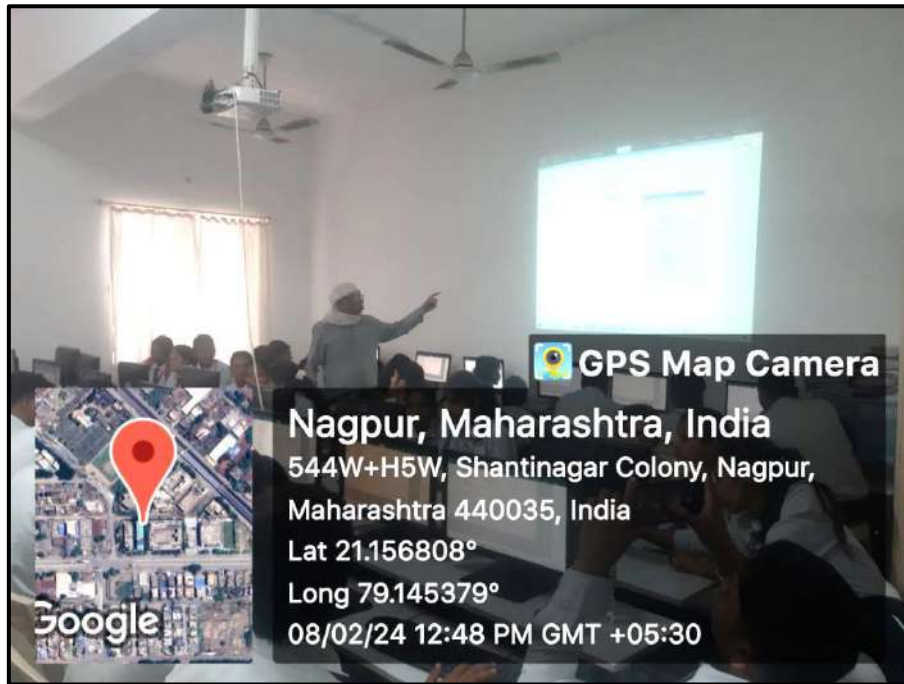 GPS Map Camera
Nagpur, Maharashtra, India
544W+H5W, Shantinagar Colony, Nagpur,
Maharashtra 440035, India
Lat 21.156808°
Long 79.145379°
08/02/24 12:48 PM GMT +05:30
Google